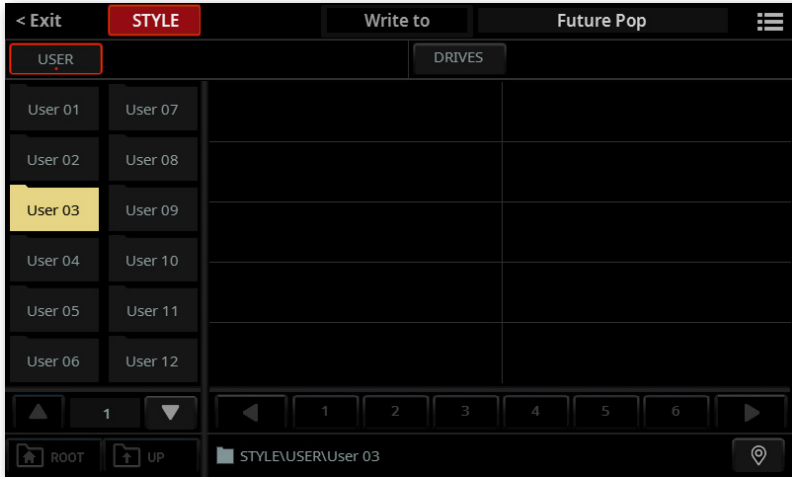 < Exit STYLE Write to Future Pop
USER DRIVES
User 01 User 07
User 02 User 08
User 03 User 09
User 04 User 10
User 05 User 11
User 06 User 12
1 1 2 3 4 5 6
ROOT UP STYLE\USER\User 03